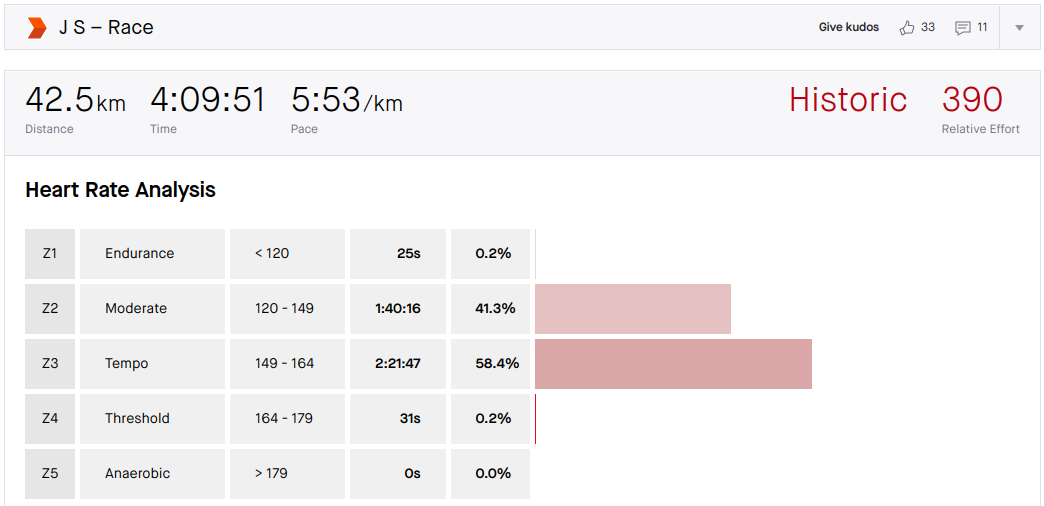 J S – Race Give kudos 33 11
42.5 km 4:09:51 5:53 /km Historic 390
Distance Time Pace Relative Effort
Heart Rate Analysis
Z1 Endurance < 120 25s 0.2%
Z2 Moderate 120 - 149 1:40:16 41.3%
Z3 Tempo 149 - 164 2:21:47 58.4%
Z4 Threshold 164 - 179 31s 0.2%
Z5 Anaerobic > 179 0s 0.0%